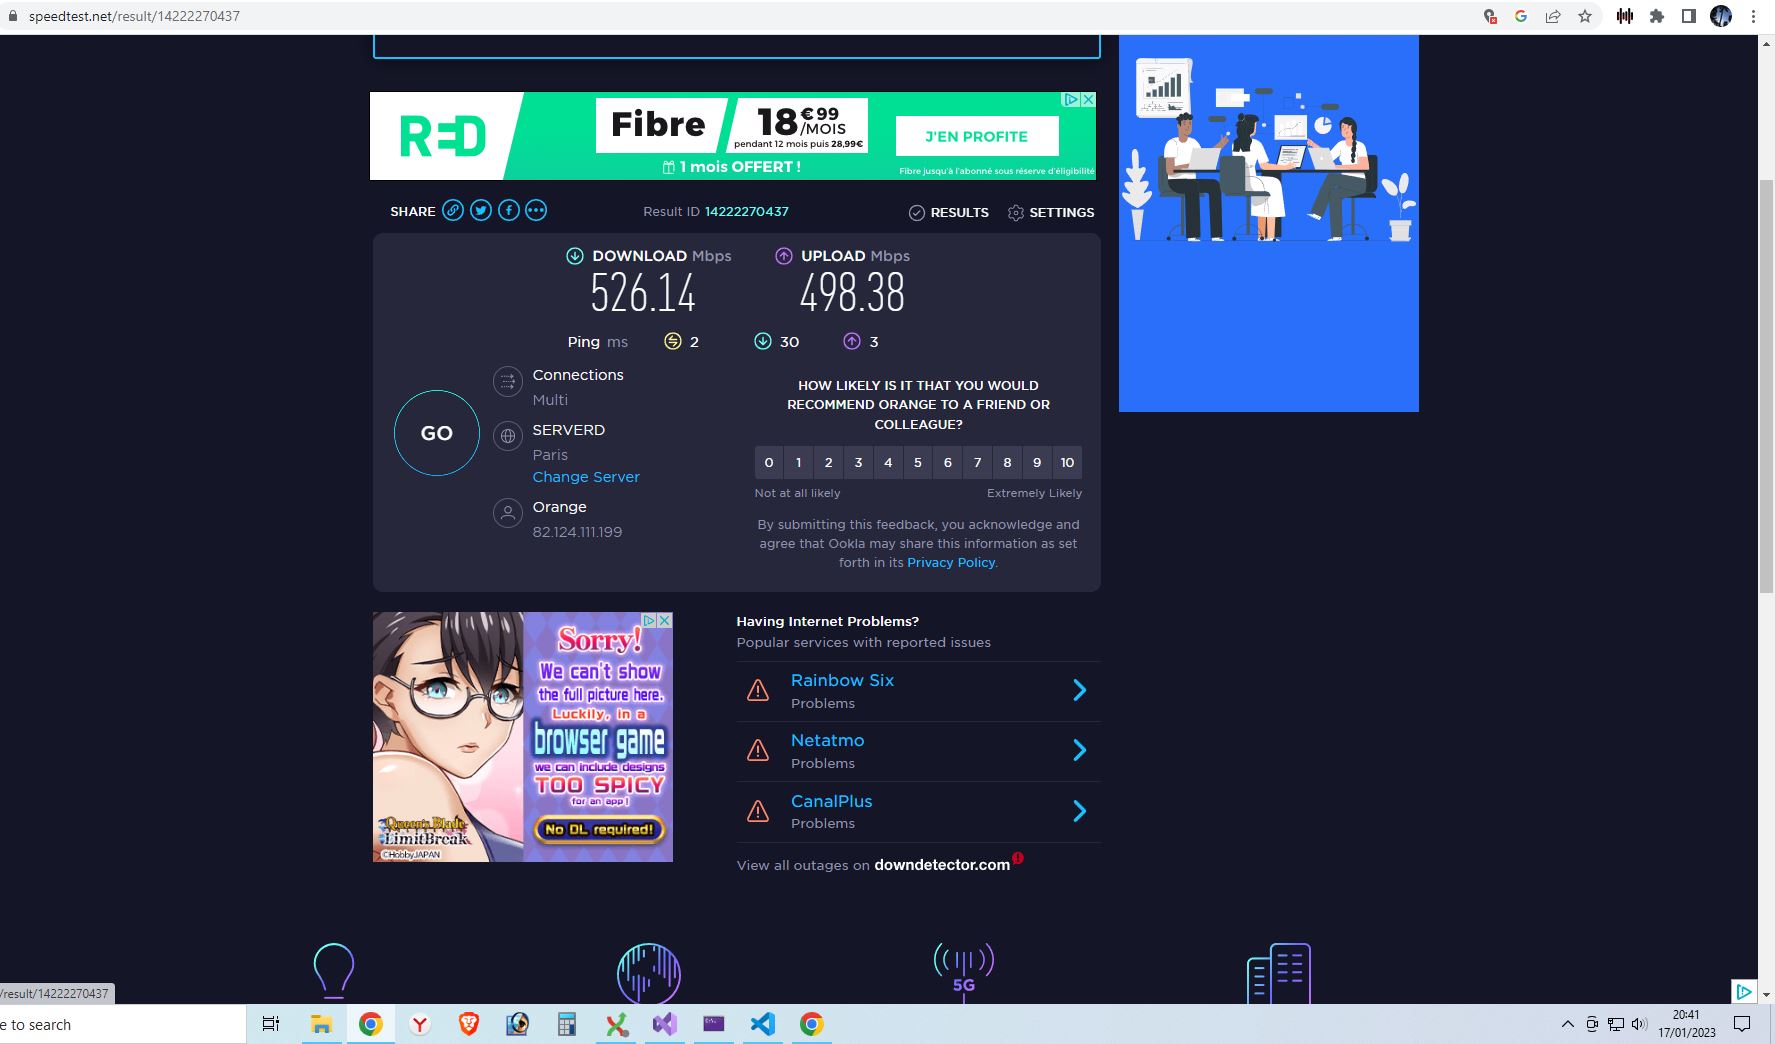 speedtest.net/result/14222270437
RED
Fibre
18€99
/MOIS
pendant 12 mois puis 28,99€
1 mois OFFERT !
J'EN PROFITE
Fibre jusqu'à l'abonné sous réserve d'éligibilité
SHARE
Result ID 14222270437
RESULTS
SETTINGS
DOWNLOAD Mbps
526.14
UPLOAD Mbps
498.38
Ping ms
2
30
3
GO
Connections
Multi
SERVERD
Paris
Change Server
Orange
82.124.111.199
HOW LIKELY IS IT THAT YOU WOULD
RECOMMEND ORANGE TO A FRIEND OR
COLLEAGUE?
0 1 2 3 4 5 6 7 8 9 10
Not at all likely
Extremely Likely
By submitting this feedback, you acknowledge and
agree that Ookla may share this information as set
forth in its Privacy Policy.
Sorry!
We can't show
the full picture here.
Luckily, in a
browser game
we can include designs
TOO SPICY
for an app!
No DL required!
Queen's Blade
LimitBreak
©HobbyJAPAN
Having Internet Problems?
Popular services with reported issues
Rainbow Six
Problems
Netatmo
Problems
CanalPlus
Problems
View all outages on downdetector.com
5G
/result/14222270437
e to search
20:41
17/01/2023